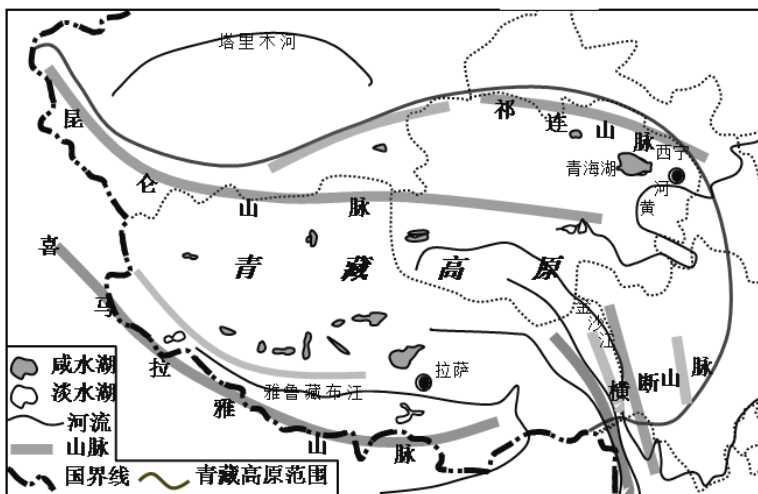 塔里木河
昆仑山脉
祁连山脉
西宁
青海湖
黄河
青藏高原
喜马拉雅山脉
金沙江
横断山脉
拉萨
雅鲁藏布江
咸水湖
淡水湖
河流
山脉
国界线
青藏高原范围